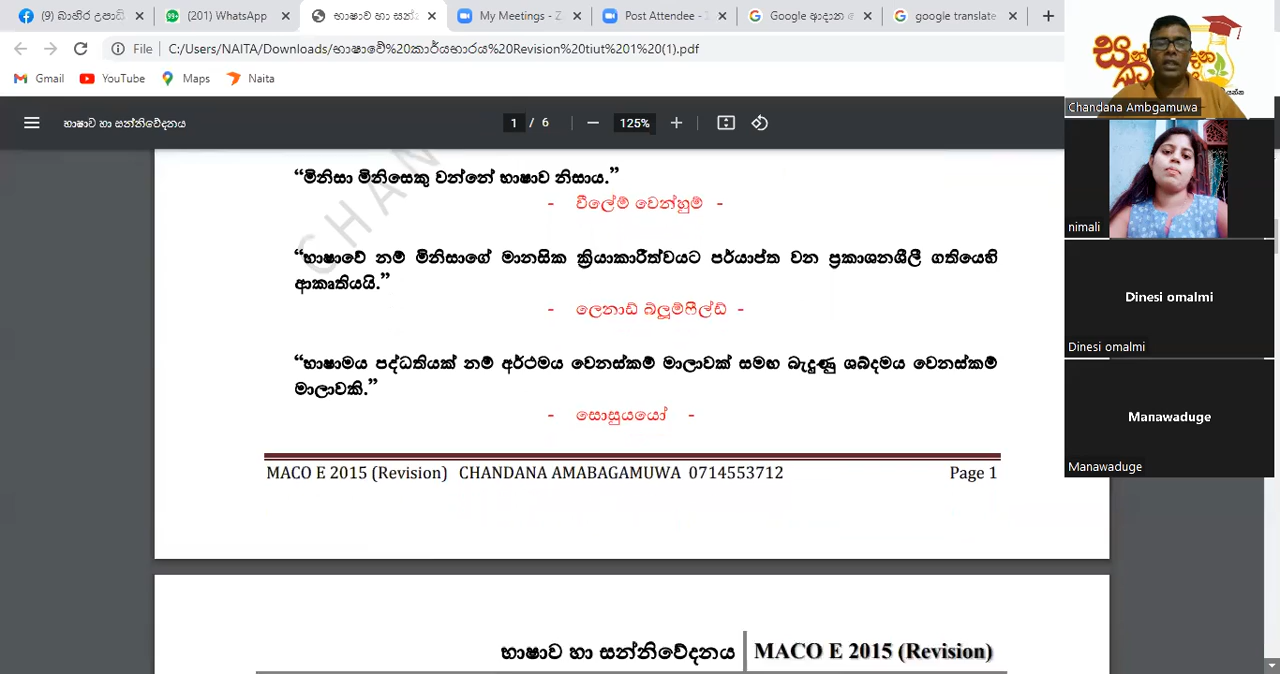 (9) බාහිර උපාධි
(201) WhatsApp
භාෂාව හා සන්
My Meetings - Z
Post Attendee -
Google ආදාන
google translate
File C:/Users/NAITA/Downloads/භාෂාවේ%20කාර්යභාරය%20Revision%20tiut%201%20(1).pdf
Gmail YouTube Maps Naita
භාෂාව හා සන්නිවේදනය
1 / 6 125%
CHAN
“මිනිසා මිනිසෙකු වන්නේ භාෂාව නිසාය.”
- විලේම් වෙන්හුම් -
“භාෂාවේ නම් මිනිසාගේ මානසික ක්‍රියාකාරීත්වයට පර්යාප්ත වන ප්‍රකාශනශීලී ගතියෙහි
ආකෘතියයි.”
- ලෙනාඩ් බ්ලූම්ෆීල්ඩ් -
“භාෂාමය පද්ධතියක් නම් අර්ථමය වෙනස්කම් මාලාවක් සමඟ බැදුණු ශබ්දමය වෙනස්කම්
මාලාවකි.”
- සොසුයයෝ -
MACO E 2015 (Revision) CHANDANA AMABAGAMUWA 0714553712 Page 1
භාෂාව හා සන්නිවේදනය MACO E 2015 (Revision)
Chandana Ambgamuwa
nimali
Dinesi omalmi
Dinesi omalmi
Manawaduge
Manawaduge